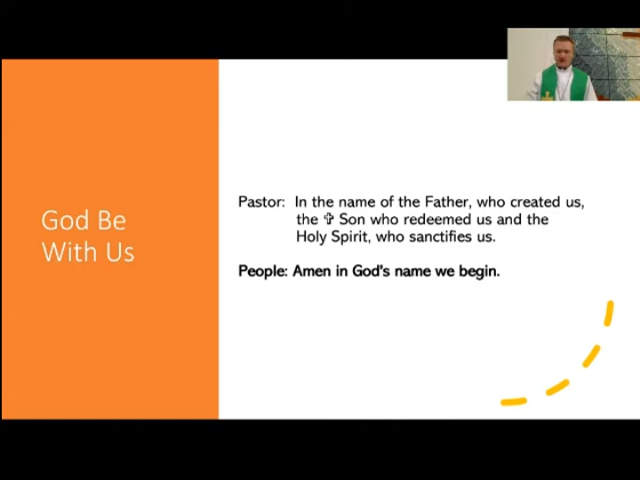 God Be
With Us
Pastor: In the name of the Father, who created us,
the ✞ Son who redeemed us and the
Holy Spirit, who sanctifies us.
People: Amen in God's name we begin.